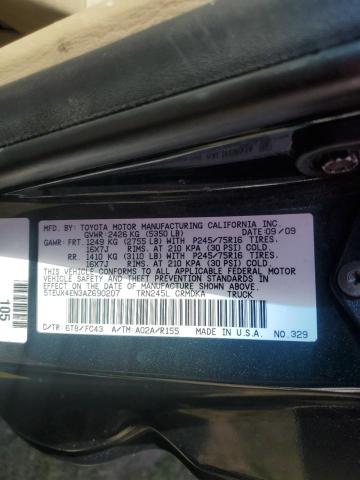 MFD. BY: TOYOTA MOTOR MANUFACTURING CALIFORNIA INC.
GVWR: 2426 KG (5350 LB) DATE 09/09
GAWR: FRT. 1249 KG (2755 LB) WITH P245/75R16 TIRES.
16X7J RIMS. AT 210 KPA (30 PSI) COLD.
RR. 1410 KG (3110 LB) WITH P245/75R16 TIRES.
16X7J RIMS. AT 210 KPA (30 PSI) COLD.
THIS VEHICLE CONFORMS TO ALL APPLICABLE FEDERAL MOTOR
VEHICLE SAFETY AND THEFT PREVENTION STANDARDS IN EFFECT
ON THE DATE OF MANUFACTURE SHOWN ABOVE.
5TEUX4EN3AZ690207 TRN245L CRMDKA TRUCK
C/TR: 6T8/FC43 A/TM: A02A/R155 MADE IN U.S.A. NO. 329
105